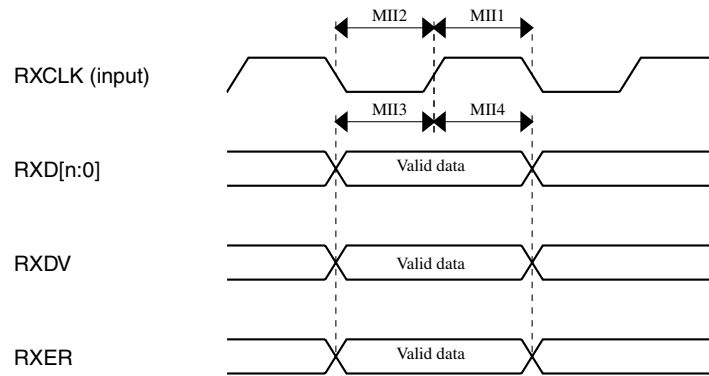 MII2 MII1
RXCLK (input)
MII3 MII4
RXD[n:0] Valid data
RXDV Valid data
RXER Valid data